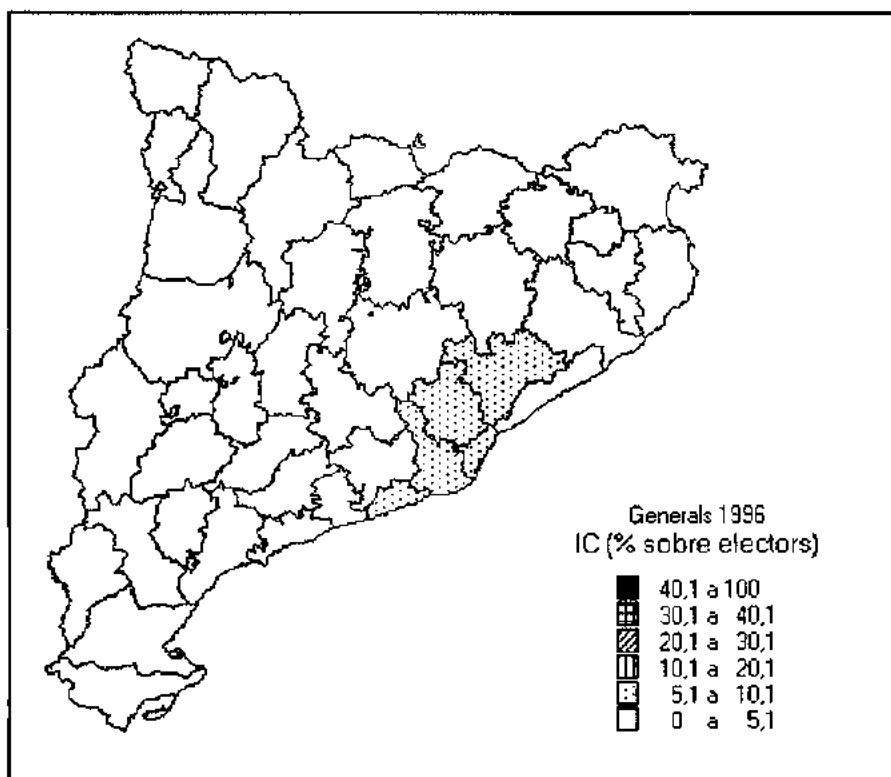 Generals 1996
IC (% sobre electors)
40,1 a 100
30,1 a 40,1
20,1 a 30,1
10,1 a 20,1
5,1 a 10,1
0 a 5,1